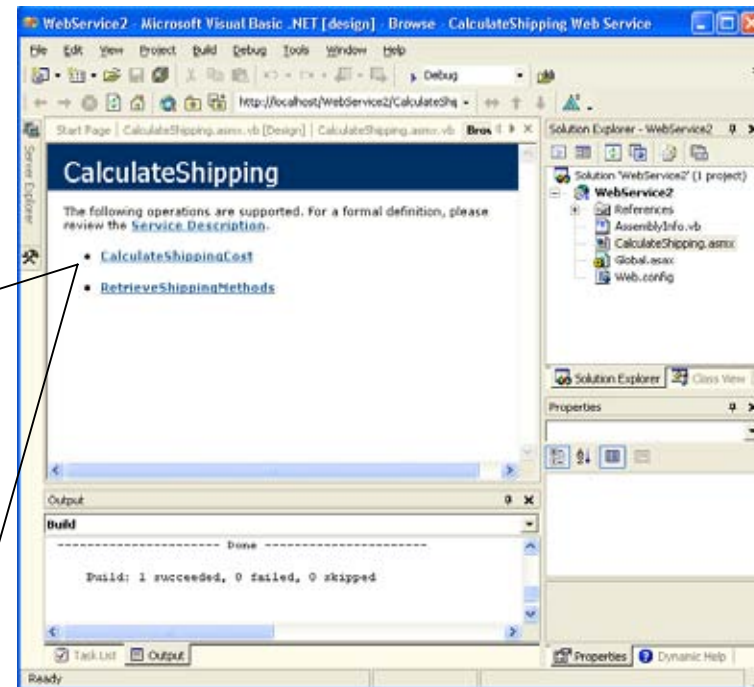 WebService2 - Microsoft Visual Basic .NET [design] - Browse - CalculateShipping Web Service
File Edit View Project Build Debug Tools Window Help
Debug
http://localhost/WebService2/CalculateShi
Start Page | CalculateShipping.asmx.vb [Design] | CalculateShipping.asmx.vb Brow
Server Explorer
CalculateShipping
The following operations are supported. For a formal definition, please
review the Service Description.
• CalculateShippingCost
• RetrieveShippingMethods
Solution Explorer - WebService2
Solution 'WebService2' (1 project)
WebService2
References
AssemblyInfo.vb
CalculateShipping.asmx
Global.asax
Web.config
Solution Explorer Class View
Properties
Output
Build
---------------------- Done ----------------------
Build: 1 succeeded, 0 failed, 0 skipped
Task List Output
Properties Dynamic Help
Ready